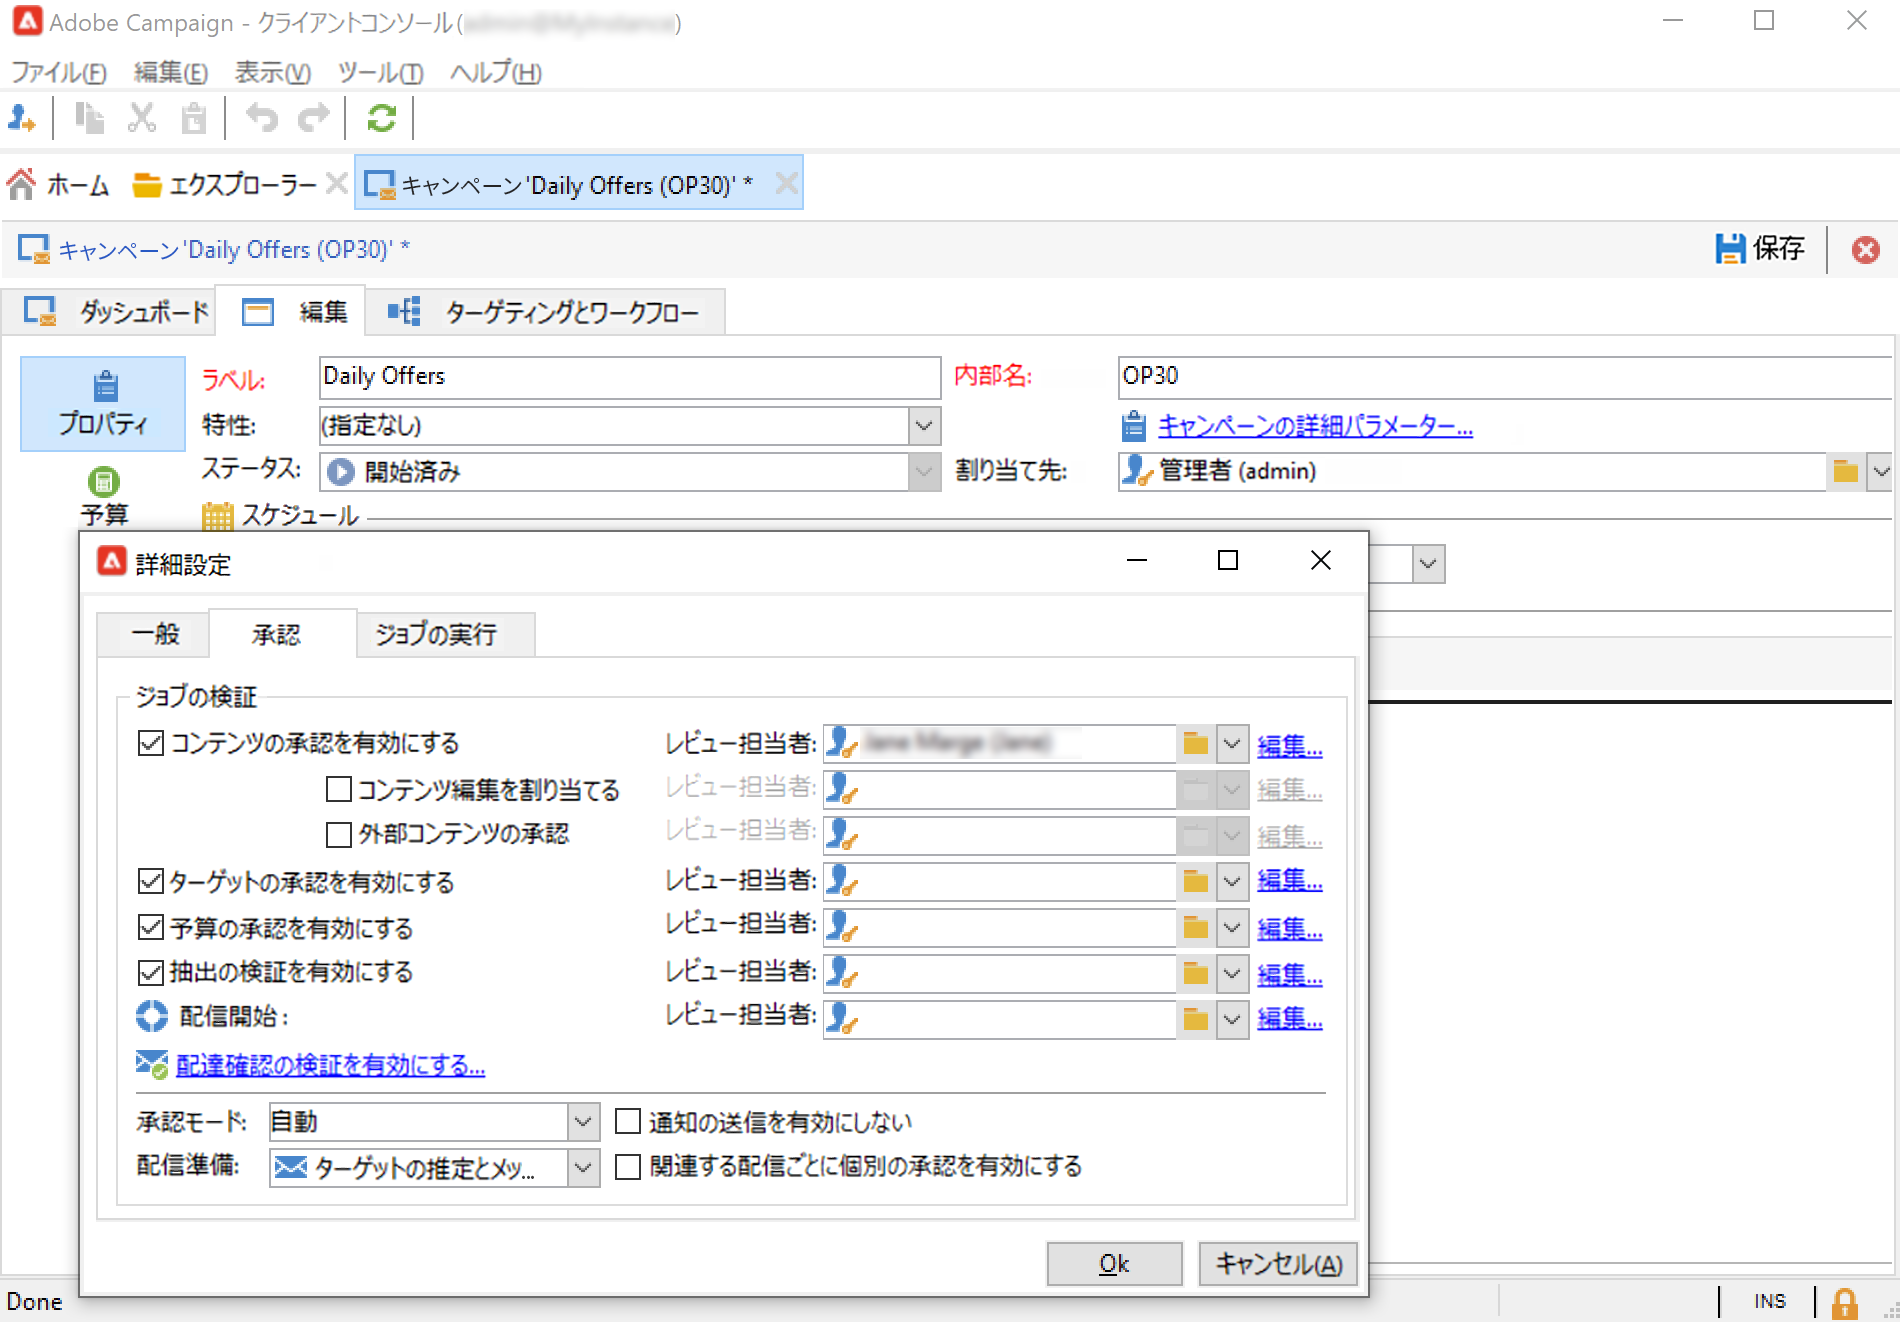 Adobe Campaign - クライアントコンソール( )
ファイル(F) 編集(E) 表示(V) ツール(T) ヘルプ(H)
ホーム エクスプローラー キャンペーン'Daily Offers (OP30)' *
キャンペーン'Daily Offers (OP30)' * 保存
ダッシュボード 編集 ターゲティングとワークフロー
プロパティ
予算
ラベル: Daily Offers 内部名: OP30
特性: (指定なし) キャンペーンの詳細パラメーター...
ステータス: 開始済み 割り当て先: 管理者 (admin)
スケジュール
詳細設定
一般 承認 ジョブの実行
ジョブの検証
コンテンツの承認を有効にする レビュー担当者: 編集...
コンテンツ編集を割り当てる レビュー担当者: 編集...
外部コンテンツの承認 レビュー担当者: 編集...
ターゲットの承認を有効にする レビュー担当者: 編集...
予算の承認を有効にする レビュー担当者: 編集...
抽出の検証を有効にする レビュー担当者: 編集...
配信開始 : レビュー担当者: 編集...
配達確認の検証を有効にする...
承認モード: 自動 通知の送信を有効にしない
配信準備: ターゲットの推定とメッ... 関連する配信ごとに個別の承認を有効にする
Ok キャンセル(A)
Done INS